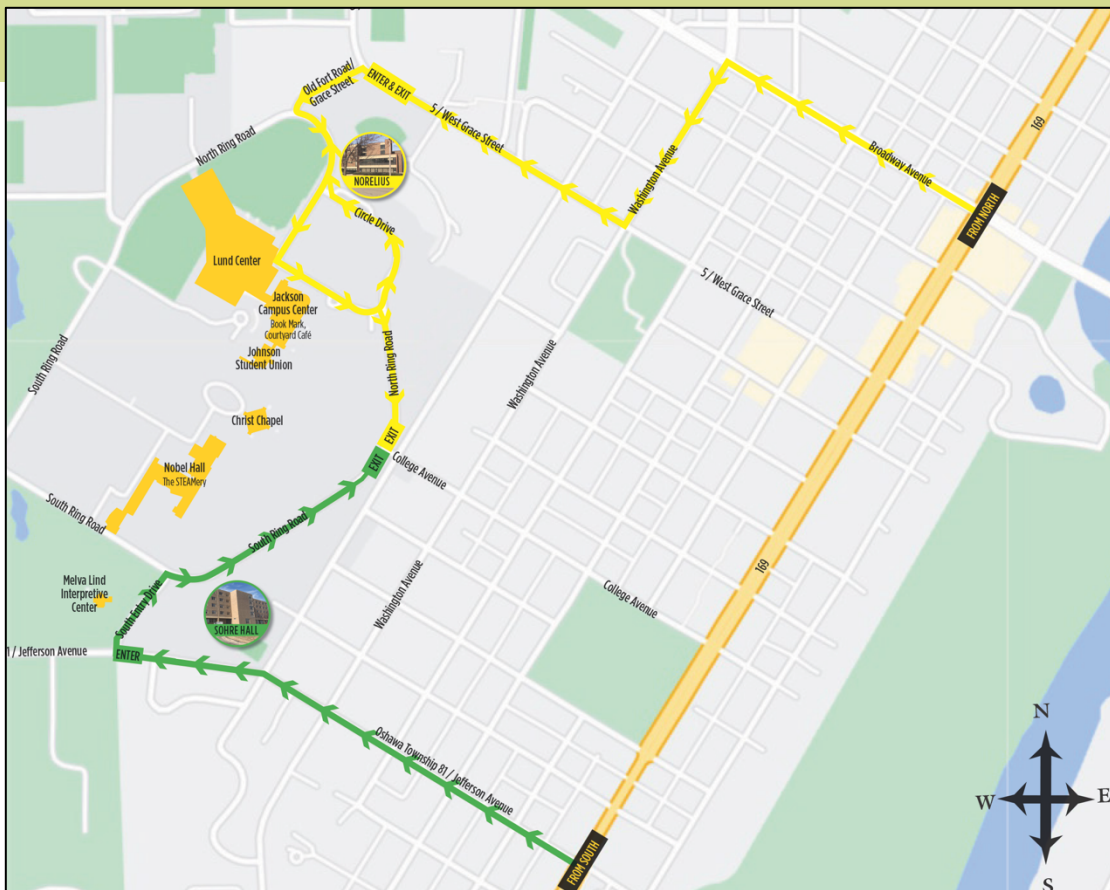 Old Fort Road/
Grace Street
ENTER & EXIT
5 / West Grace Street
169
Broadway Avenue
North Ring Road
NORELIUS
Washington Avenue
FROM NORTH
Circle Drive
Lund Center
5 / West Grace Street
Jackson
Campus Center
Book Mark,
Courtyard Café
Johnson
Student Union
South Ring Road
North Ring Road
Washington Avenue
Christ Chapel
EXIT
EXIT
College Avenue
Nobel Hall
The STEAMery
South Ring Road
South Ring Road
169
Melva Lind
Interpretive
Center
South Entry Drive
Washington Avenue
College Avenue
SOHRE HALL
1 / Jefferson Avenue
ENTER
Oshawa Township 81 / Jefferson Avenue
FROM SOUTH
N
W
E
S